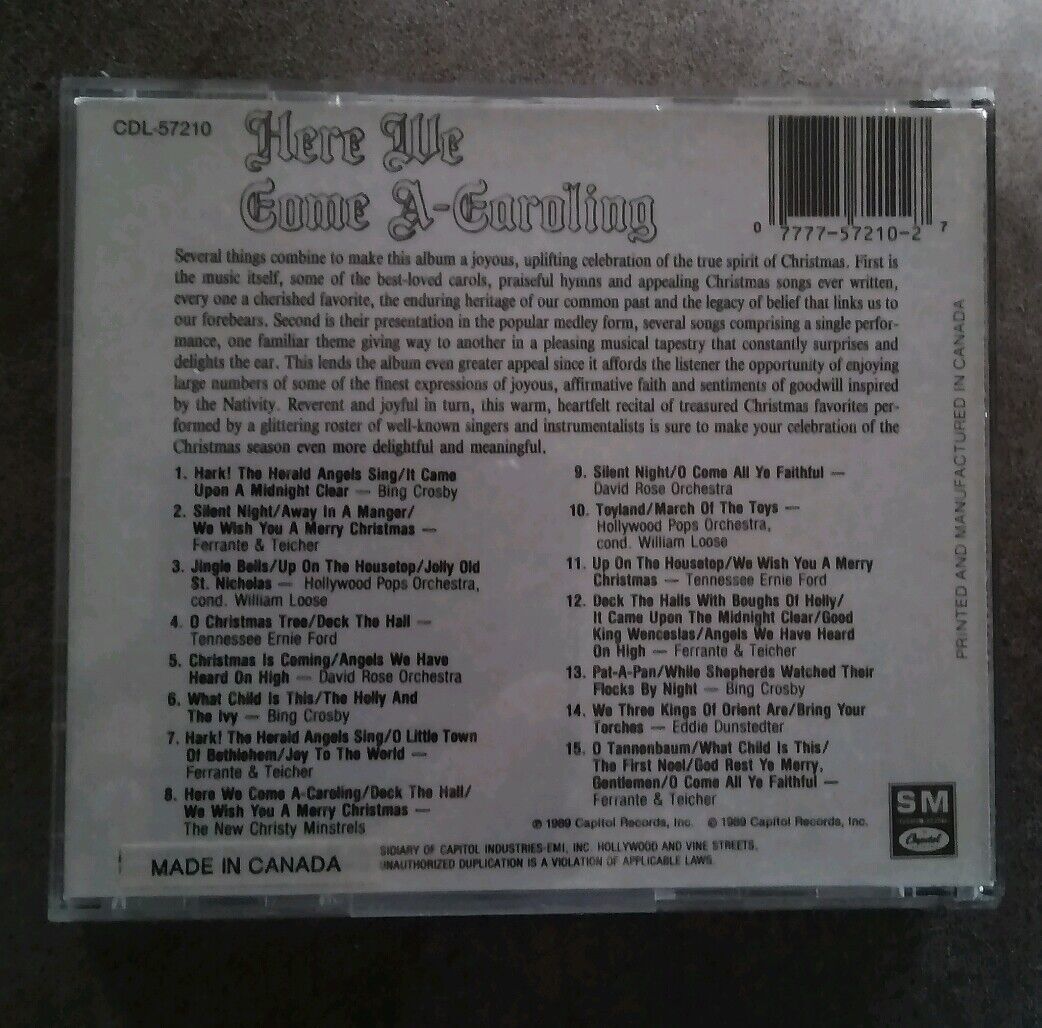 CDL-57210
Here We
Come A-Caroling
0 7777-57210-2 7
Several things combine to make this album a joyous, uplifting celebration of the true spirit of Christmas. First is
the music itself, some of the best-loved carols, praiseful hymns and appealing Christmas songs ever written,
every one a cherished favorite, the enduring heritage of our common past and the legacy of belief that links us to
our forebears. Second is their presentation in the popular medley form, several songs comprising a single perfor-
mance, one familiar theme giving way to another in a pleasing musical tapestry that constantly surprises and
delights the ear. This lends the album even greater appeal since it affords the listener the opportunity of enjoying
large numbers of some of the finest expressions of joyous, affirmative faith and sentiments of goodwill inspired
by the Nativity. Reverent and joyful in turn, this warm, heartfelt recital of treasured Christmas favorites per-
formed by a glittering roster of well-known singers and instrumentalists is sure to make your celebration of the
Christmas season even more delightful and meaningful.
1. Hark! The Herald Angels Sing/It Came
Upon A Midnight Clear — Bing Crosby
2. Silent Night/Away In A Manger/
We Wish You A Merry Christmas —
Ferrante & Teicher
3. Jingle Bells/Up On The Housetop/Jolly Old
St. Nicholas — Hollywood Pops Orchestra,
cond. William Loose
4. O Christmas Tree/Deck The Hall —
Tennessee Ernie Ford
5. Christmas Is Coming/Angels We Have
Heard On High — David Rose Orchestra
6. What Child Is This/The Holly And
The Ivy — Bing Crosby
7. Hark! The Herald Angels Sing/O Little Town
Of Bethlehem/Joy To The World —
Ferrante & Teicher
8. Here We Come A-Caroling/Deck The Hall/
We Wish You A Merry Christmas —
The New Christy Minstrels
9. Silent Night/O Come All Ye Faithful —
David Rose Orchestra
10. Toyland/March Of The Toys —
Hollywood Pops Orchestra,
cond. William Loose
11. Up On The Housetop/We Wish You A Merry
Christmas — Tennessee Ernie Ford
12. Deck The Halls With Boughs Of Holly/
It Came Upon The Midnight Clear/Good
King Wenceslas/Angels We Have Heard
On High — Ferrante & Teicher
13. Pat-A-Pan/While Shepherds Watched Their
Flocks By Night — Bing Crosby
14. We Three Kings Of Orient Are/Bring Your
Torches — Eddie Dunstedter
15. O Tannenbaum/What Child Is This/
The First Noel/God Rest Ye Merry,
Gentlemen/O Come All Ye Faithful —
Ferrante & Teicher
℗ 1989 Capitol Records, Inc. © 1989 Capitol Records, Inc.
SIDIARY OF CAPITOL INDUSTRIES-EMI, INC. HOLLYWOOD AND VINE STREETS,
UNAUTHORIZED DUPLICATION IS A VIOLATION OF APPLICABLE LAWS.
MADE IN CANADA
SM
Capitol
PRINTED AND MANUFACTURED IN CANADA